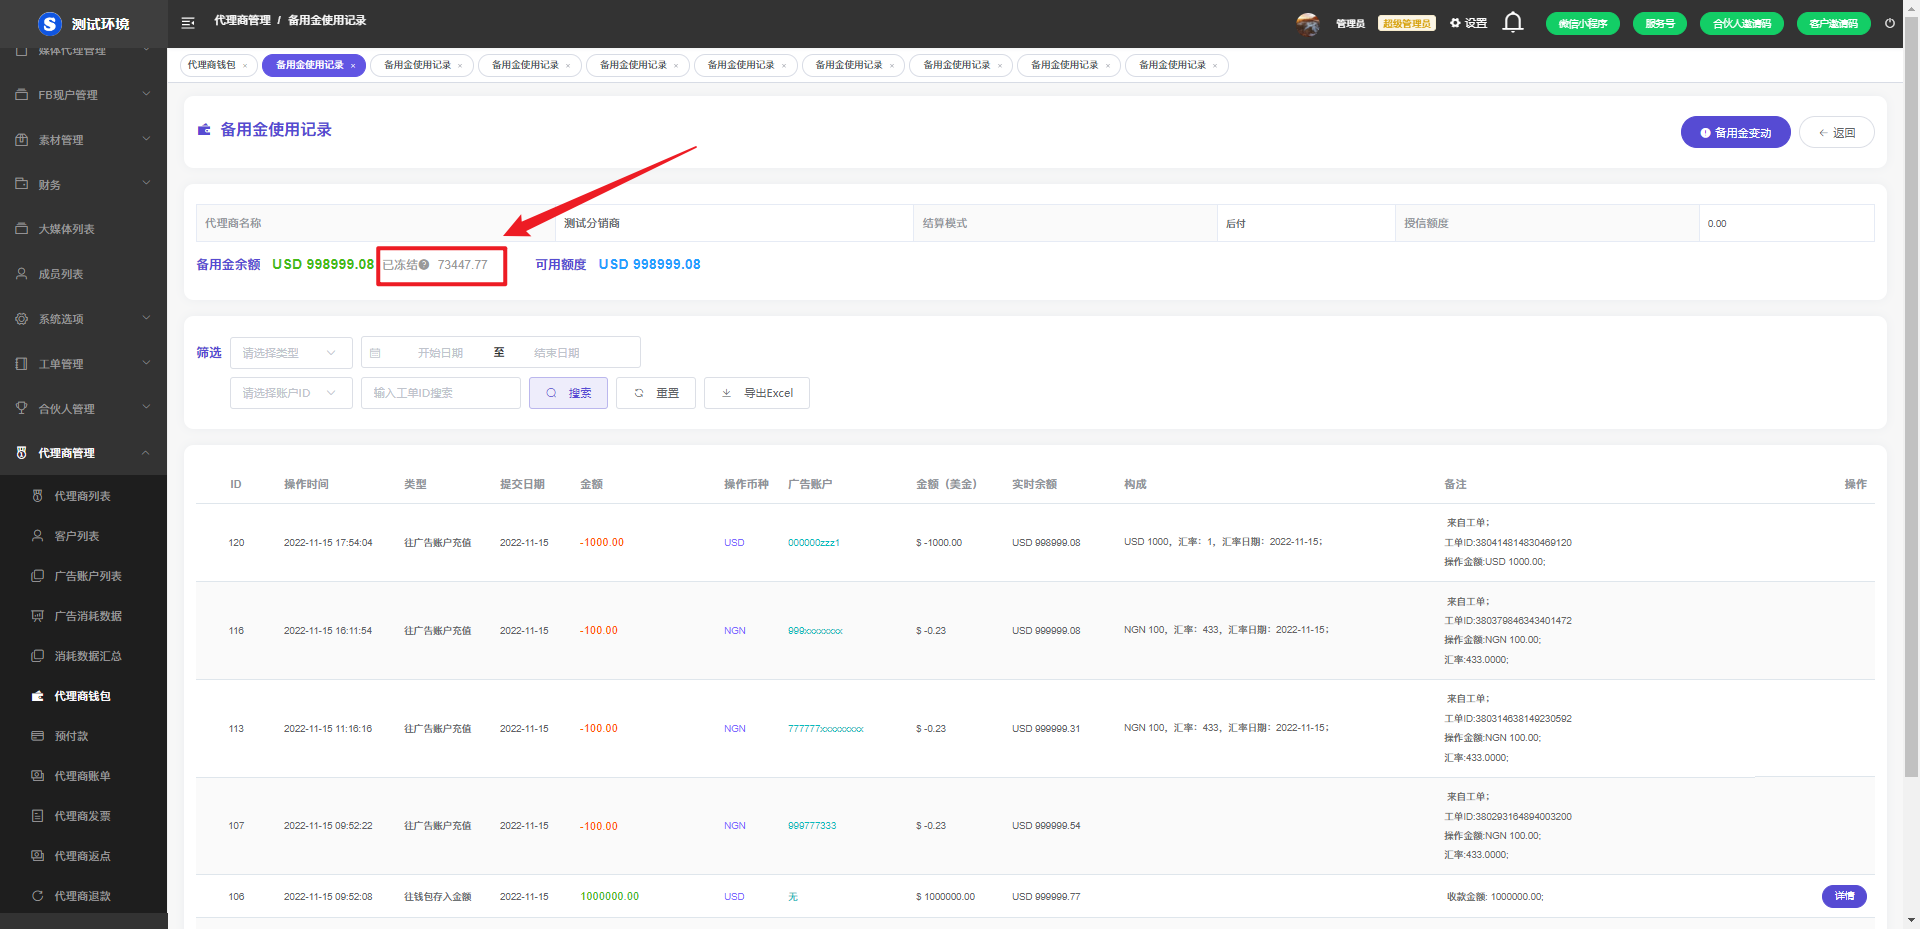 测试环境
代理商管理 / 备用金使用记录
管理员
超级管理员
设置
微信小程序
服务号
合伙人邀请码
客户邀请码
代理商钱包 ×
备用金使用记录 ×
备用金使用记录 ×
备用金使用记录 ×
备用金使用记录 ×
备用金使用记录 ×
备用金使用记录 ×
备用金使用记录 ×
备用金使用记录 ×
备用金使用记录 ×
媒体代理管理
FB现户管理
素材管理
财务
大媒体列表
成员列表
系统选项
工单管理
合伙人管理
代理商管理
代理商列表
客户列表
广告账户列表
广告消耗数据
消耗数据汇总
代理商钱包
预付款
代理商账单
代理商发票
代理商返点
代理商退款
备用金使用记录
备用金变动
返回
代理商名称 测试分销商 结算模式 后付 授信额度 0.00
备用金余额 USD 998999.08 已冻结 73447.77 可用额度 USD 998999.08
筛选 请选择类型 开始日期 至 结束日期
请选择账户ID 输入工单ID搜索 搜索 重置 导出Excel
ID 操作时间 类型 提交日期 金额 操作币种 广告账户 金额（美金） 实时余额 构成 备注 操作
来自工单;
120 2022-11-15 17:54:04 往广告账户充值 2022-11-15 -1000.00 USD 000000zzz1 $ -1000.00 USD 998999.08 USD 1000，汇率：1，汇率日期：2022-11-15； 工单ID:380414814830469120
操作金额:USD 1000.00;
来自工单;
工单ID:380379846343401472
116 2022-11-15 16:11:54 往广告账户充值 2022-11-15 -100.00 NGN 999xxxxxxxx $ -0.23 USD 999999.08 NGN 100，汇率：433，汇率日期：2022-11-15；
操作金额:NGN 100.00;
汇率:433.0000;
来自工单;
工单ID:380314638149230592
113 2022-11-15 11:16:16 往广告账户充值 2022-11-15 -100.00 NGN 777777xxxxxxxxx $ -0.23 USD 999999.31 NGN 100，汇率：433，汇率日期：2022-11-15；
操作金额:NGN 100.00;
汇率:433.0000;
来自工单;
工单ID:380293164894003200
107 2022-11-15 09:52:22 往广告账户充值 2022-11-15 -100.00 NGN 999777333 $ -0.23 USD 999999.54
操作金额:NGN 100.00;
汇率:433.0000;
106 2022-11-15 09:52:08 往钱包存入金额 2022-11-15 1000000.00 USD 无 $ 1000000.00 USD 999999.77 收款金额: 1000000.00; 详情